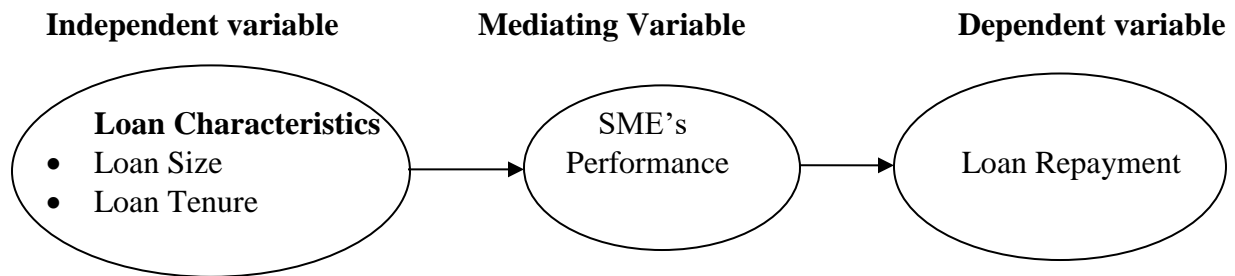 Independent variable
Mediating Variable
Dependent variable
Loan Characteristics
• Loan Size
• Loan Tenure
SME’s
Performance
Loan Repayment